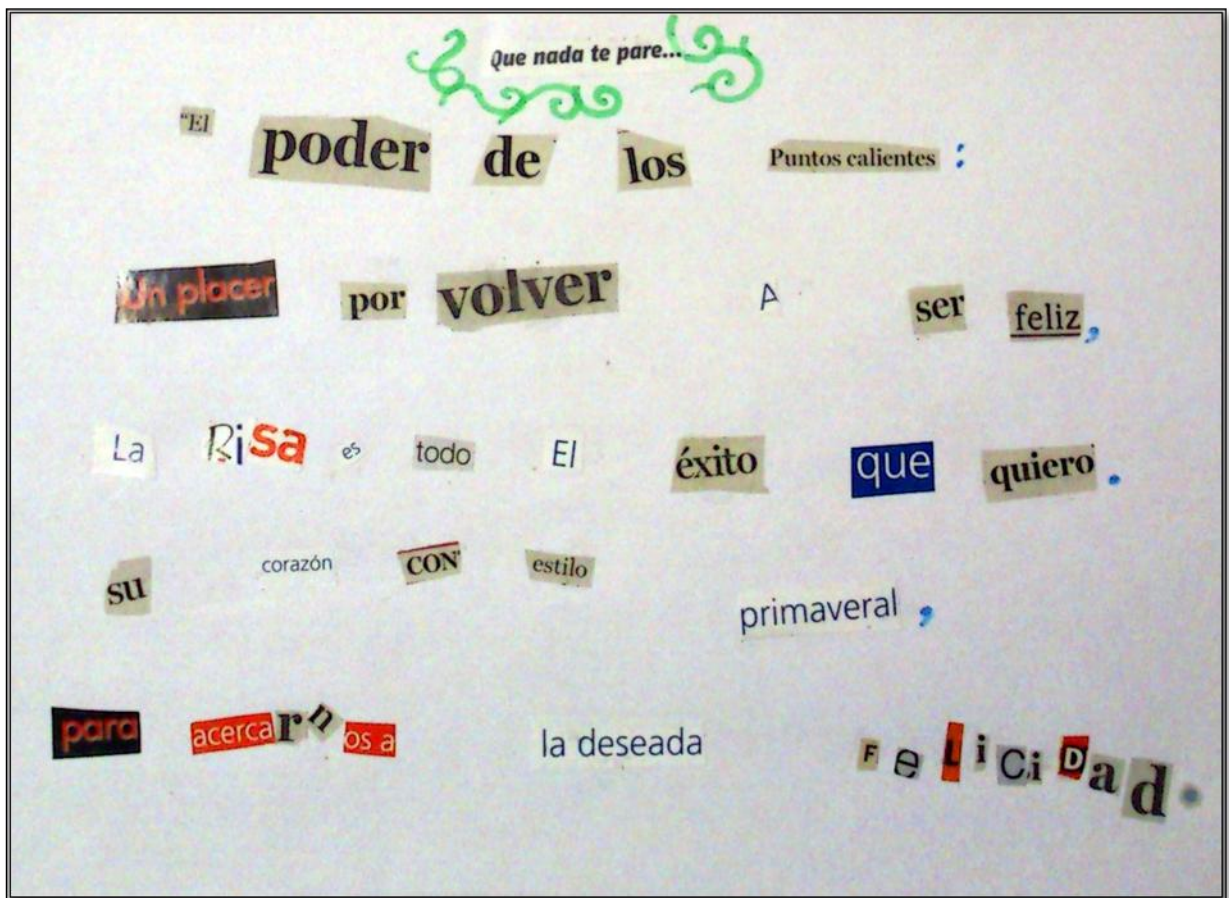 Que nada te pare...
"El poder de los Puntos calientes :
Un placer por volver A ser feliz,
La Risa es todo El éxito que quiero.
su corazón CON estilo primaveral,
para acercarnos a la deseada FeLiCiDad.